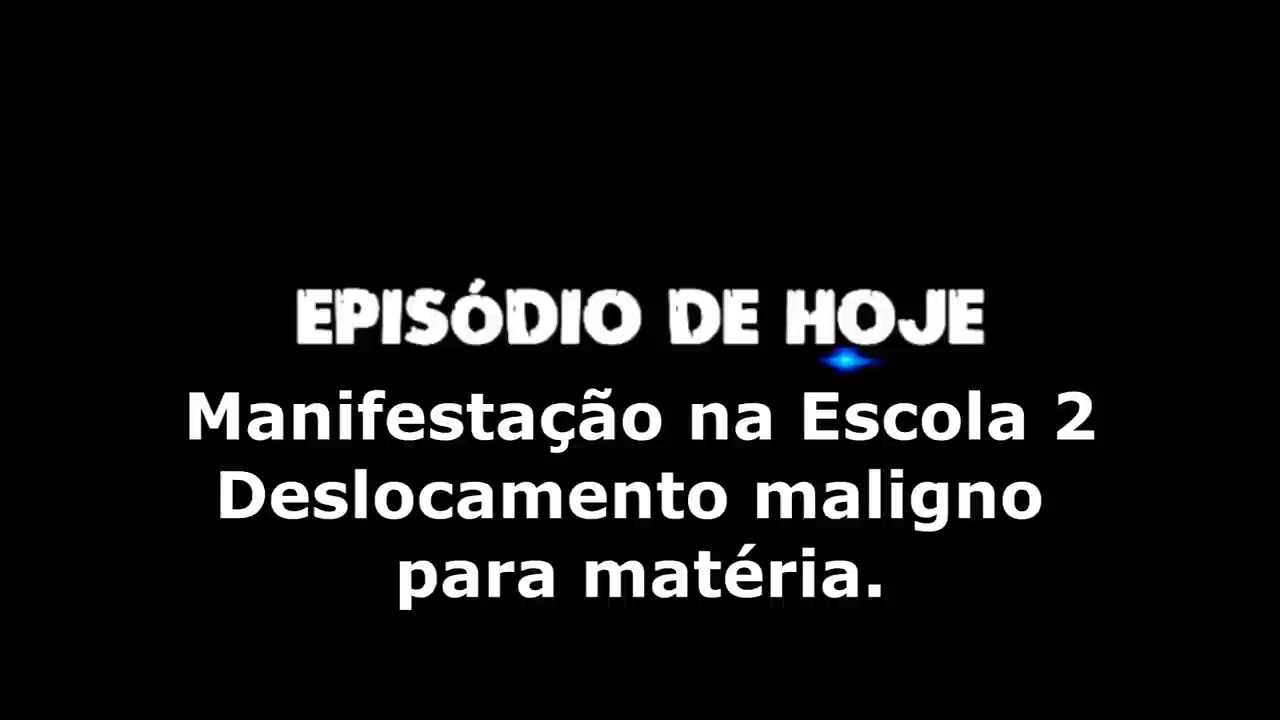 EPISÓDIO DE HOJE
Manifestação na Escola 2
Deslocamento maligno
para matéria.